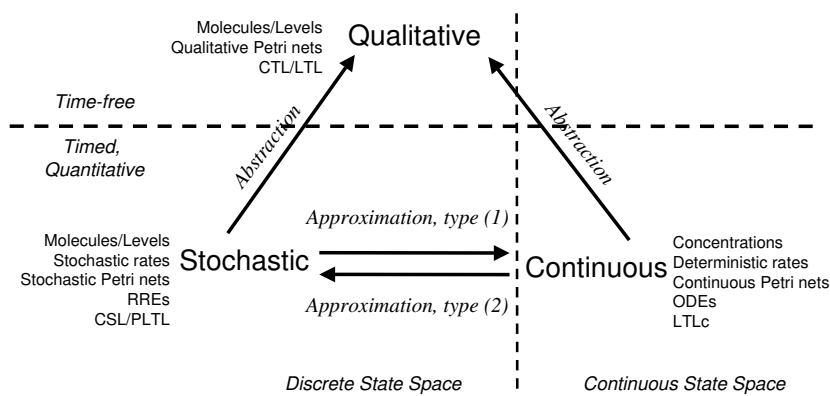 Molecules/Levels
Qualitative Petri nets
CTL/LTL
Qualitative
Time-free
Timed,
Quantitative
Abstraction
Abstraction
Approximation, type (1)
Molecules/Levels
Stochastic rates
Stochastic Petri nets
RREs
CSL/PLTL
Stochastic
Continuous
Concentrations
Deterministic rates
Continuous Petri nets
ODEs
LTLc
Approximation, type (2)
Discrete State Space
Continuous State Space